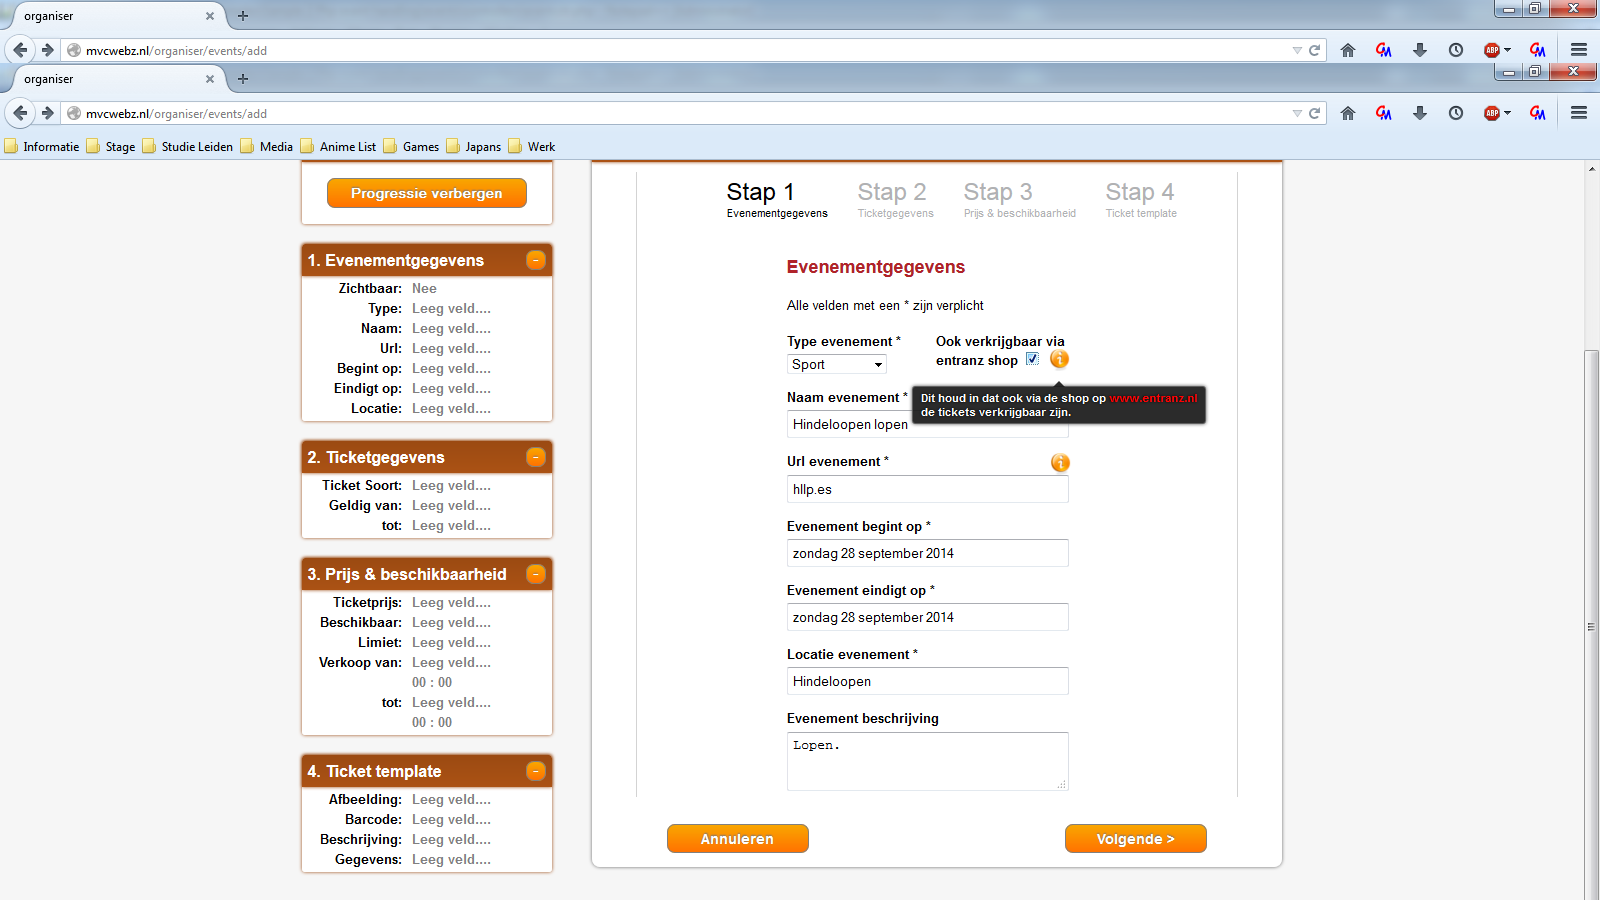 organiser
mvcwebz.nl/organiser/events/add
ABP
organiser
mvcwebz.nl/organiser/events/add
ABP
Informatie Stage Studie Leiden Media Anime List Games Japans Werk
Progressie verbergen
1. Evenementgegevens
Zichtbaar: Nee
Type: Leeg veld....
Naam: Leeg veld....
Url: Leeg veld....
Begint op: Leeg veld....
Eindigt op: Leeg veld....
Locatie: Leeg veld....
2. Ticketgegevens
Ticket Soort: Leeg veld....
Geldig van: Leeg veld....
tot: Leeg veld....
3. Prijs & beschikbaarheid
Ticketprijs: Leeg veld....
Beschikbaar: Leeg veld....
Limiet: Leeg veld....
Verkoop van: Leeg veld....
00 : 00
tot: Leeg veld....
00 : 00
4. Ticket template
Afbeelding: Leeg veld....
Barcode: Leeg veld....
Beschrijving: Leeg veld....
Gegevens: Leeg veld....
Stap 1 Stap 2 Stap 3 Stap 4
Evenementgegevens Ticketgegevens Prijs & beschikbaarheid Ticket template
Evenementgegevens
Alle velden met een * zijn verplicht
Type evenement *
Sport
Ook verkrijgbaar via
entranz shop
Dit houd in dat ook via de shop op www.entranz.nl
de tickets verkrijgbaar zijn.
Naam evenement *
Hindeloopen lopen
Url evenement *
hllp.es
Evenement begint op *
zondag 28 september 2014
Evenement eindigt op *
zondag 28 september 2014
Locatie evenement *
Hindeloopen
Evenement beschrijving
Lopen.
Annuleren Volgende >